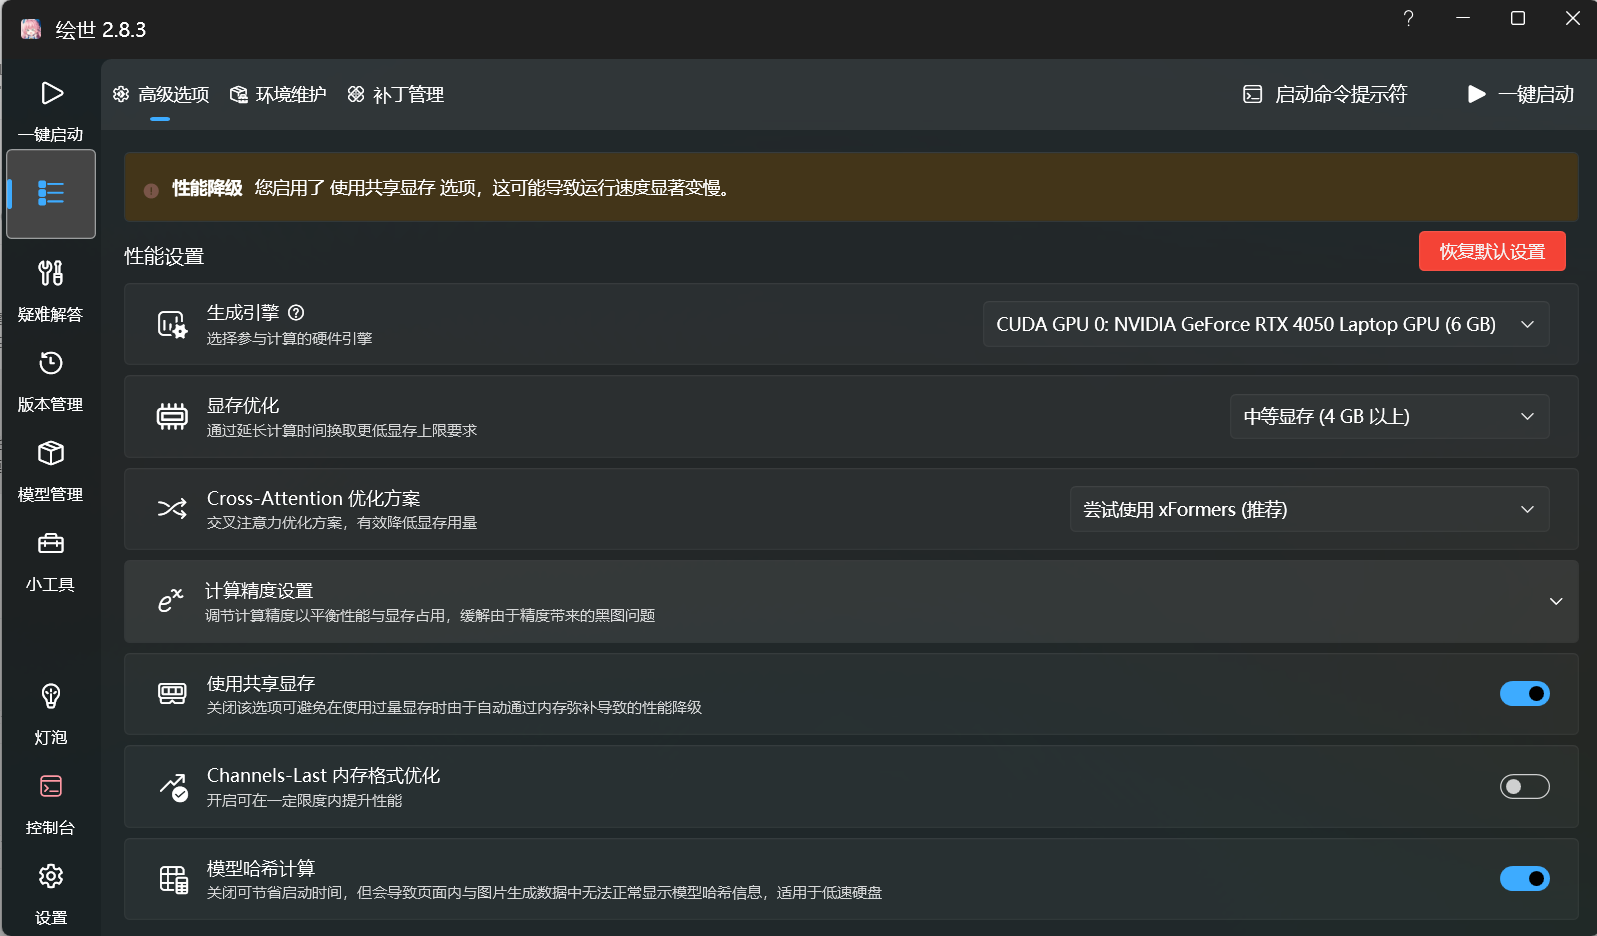 绘世 2.8.3
一键启动
疑难解答
版本管理
模型管理
小工具
灯泡
控制台
设置
高级选项
环境维护
补丁管理
启动命令提示符
一键启动
性能降级 您启用了 使用共享显存 选项，这可能导致运行速度显著变慢。
性能设置
恢复默认设置
生成引擎
选择参与计算的硬件引擎
CUDA GPU 0: NVIDIA GeForce RTX 4050 Laptop GPU (6 GB)
显存优化
通过延长计算时间换取更低显存上限要求
中等显存 (4 GB 以上)
Cross-Attention 优化方案
交叉注意力优化方案，有效降低显存用量
尝试使用 xFormers (推荐)
计算精度设置
调节计算精度以平衡性能与显存占用，缓解由于精度带来的黑图问题
使用共享显存
关闭该选项可避免在使用过量显存时由于自动通过内存弥补导致的性能降级
Channels-Last 内存格式优化
开启可在一定限度内提升性能
模型哈希计算
关闭可节省启动时间，但会导致页面内与图片生成数据中无法正常显示模型哈希信息，适用于低速硬盘